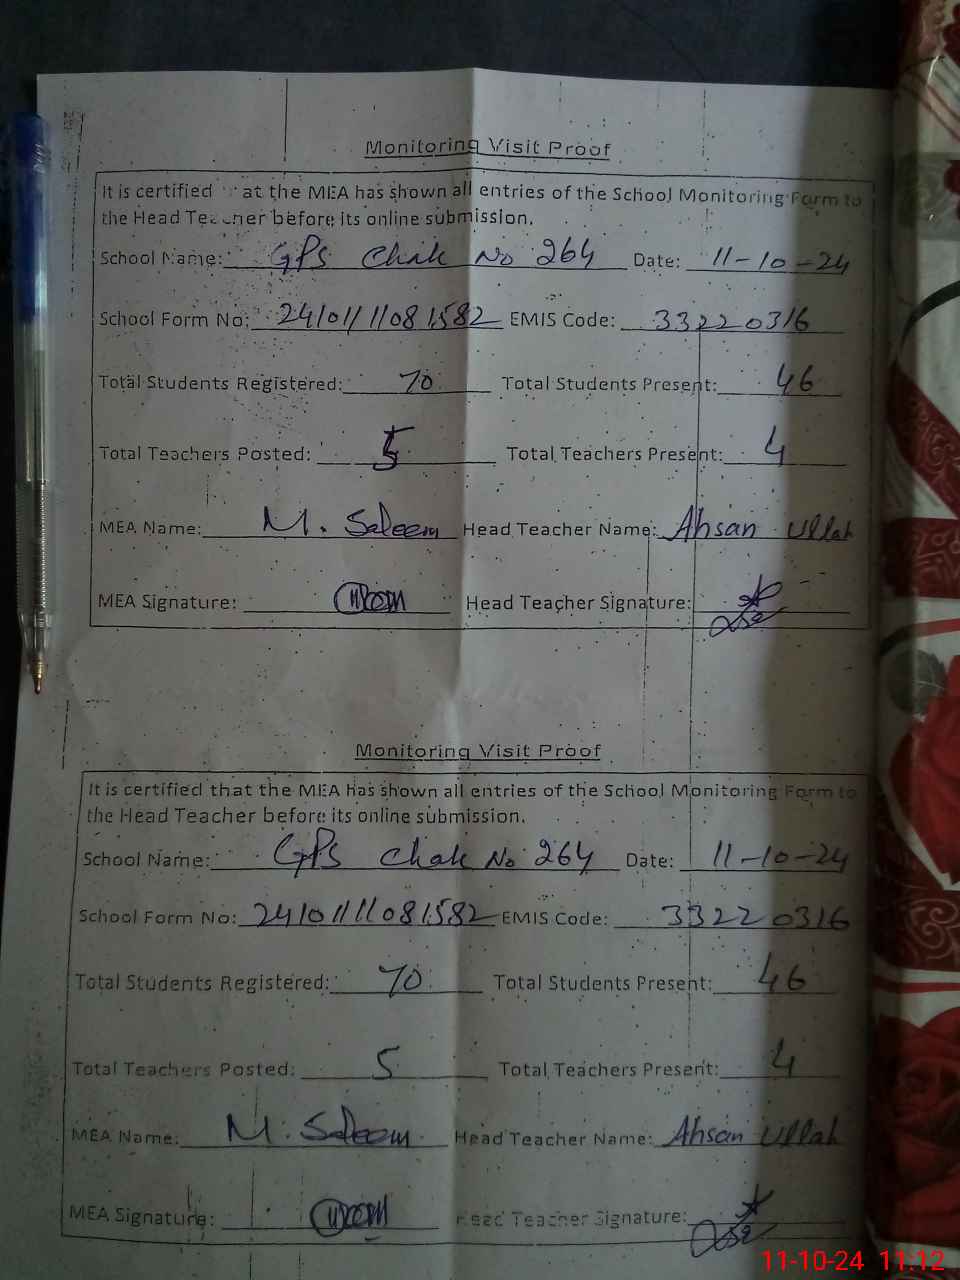 Monitoring Visit Proof
It is certified at the MEA has shown all entries of the School Monitoring Form to
the Head Teacher before its online submission.
School Name: GPS Chak No 264 Date: 11-10-24
School Form No: 24101111081582 EMIS Code: 33220316
Total Students Registered: 70 Total Students Present: 46
Total Teachers Posted: 5 Total Teachers Present: 4
MEA Name: M. Saleem Head Teacher Name: Ahsan Ullah
MEA Signature: Head Teacher Signature:
Monitoring Visit Proof
It is certified that the MEA has shown all entries of the School Monitoring Form to
the Head Teacher before its online submission.
School Name: GPS Chak No 264 Date: 11-10-24
School Form No: 24101111081582 EMIS Code: 33220316
Total Students Registered: 70 Total Students Present: 46
Total Teachers Posted: 5 Total Teachers Present: 4
MEA Name: M. Saleem Head Teacher Name: Ahsan Ullah
MEA Signature: Head Teacher Signature:
11-10-24 11:12